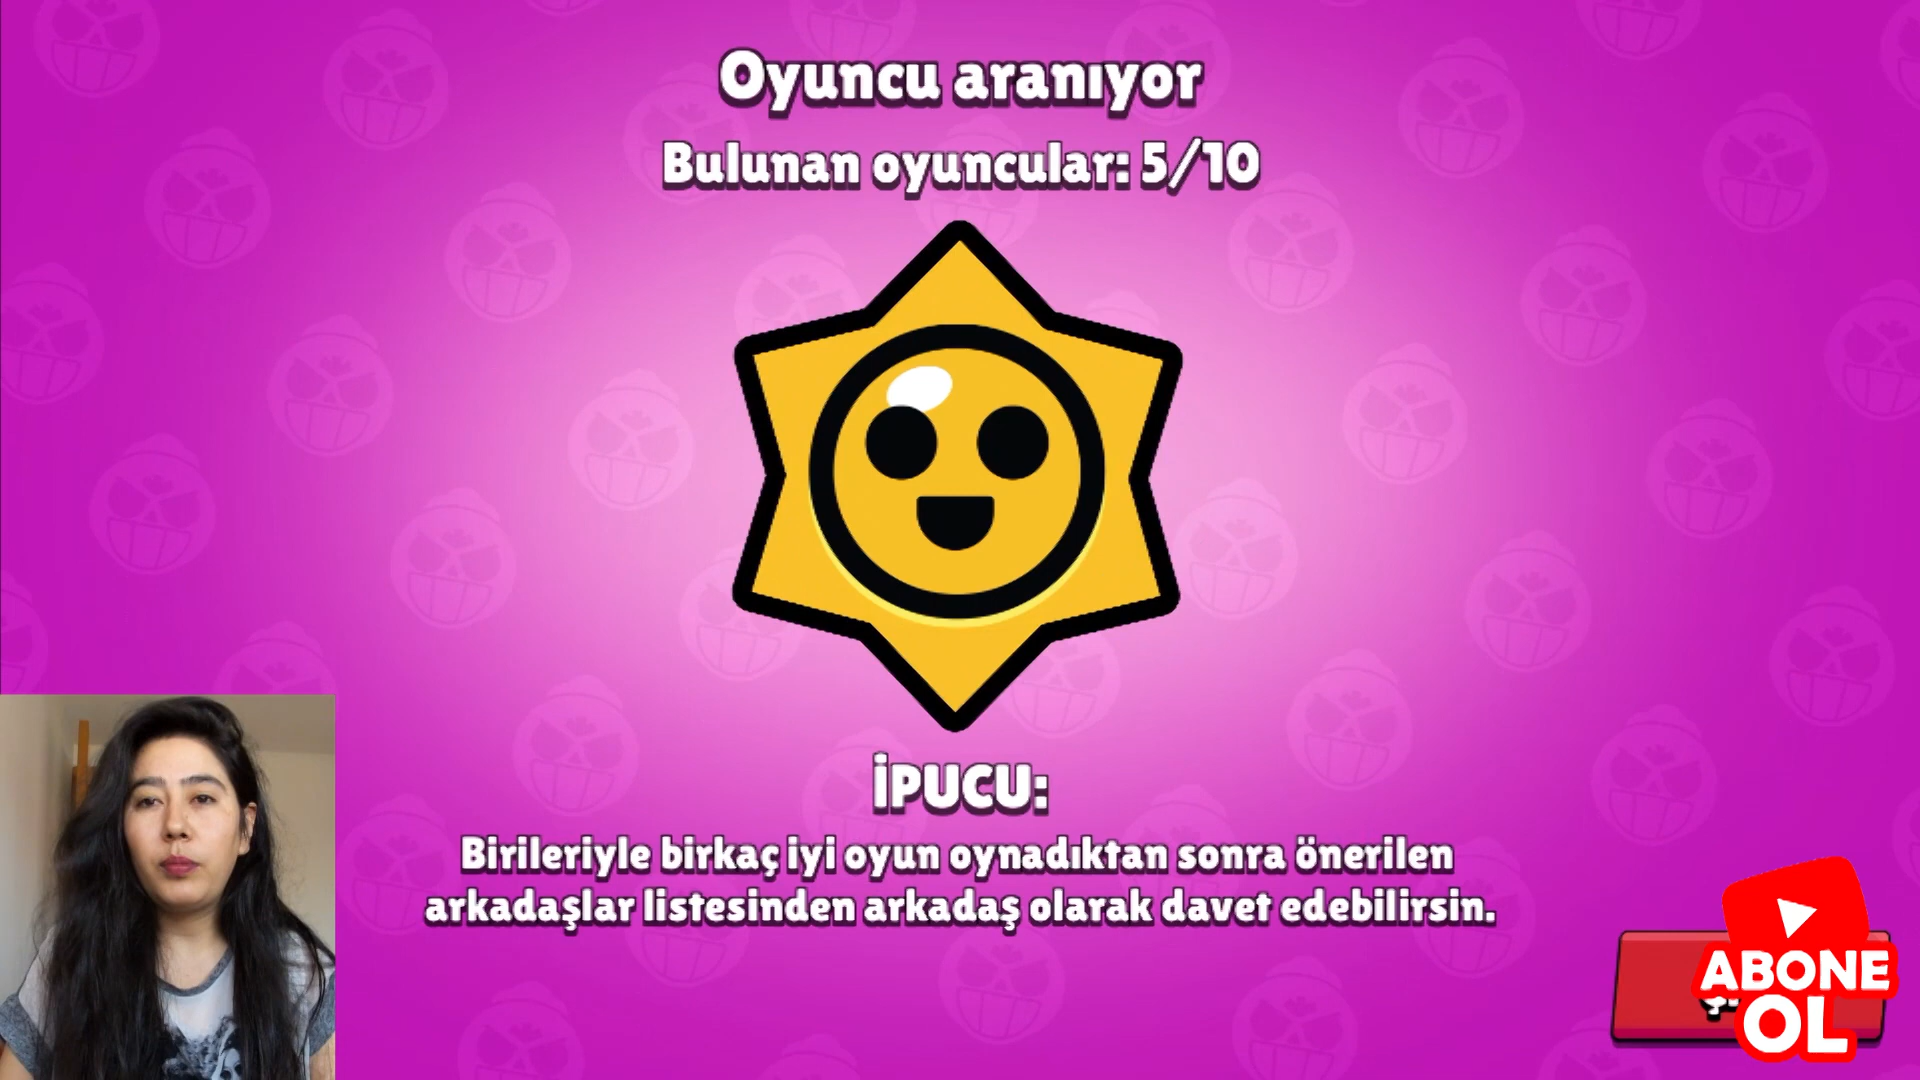 Oyuncu aranıyor
Bulunan oyuncular: 5/10
İPUCU:
Birileriyle birkaç iyi oyun oynadıktan sonra önerilen
arkadaşlar listesinden arkadaş olarak davet edebilirsin.
ABONE
OL